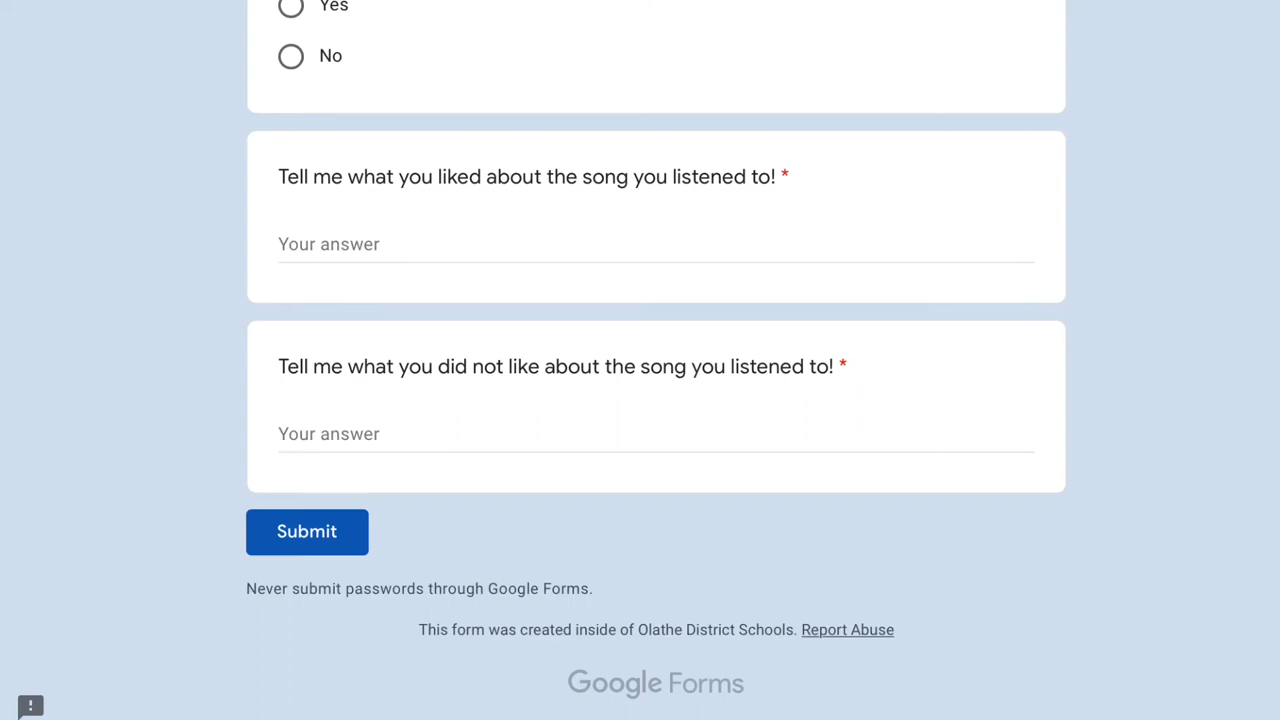 Yes
No
Tell me what you liked about the song you listened to! *
Your answer
Tell me what you did not like about the song you listened to! *
Your answer
Submit
Never submit passwords through Google Forms.
This form was created inside of Olathe District Schools. Report Abuse
Google Forms
!